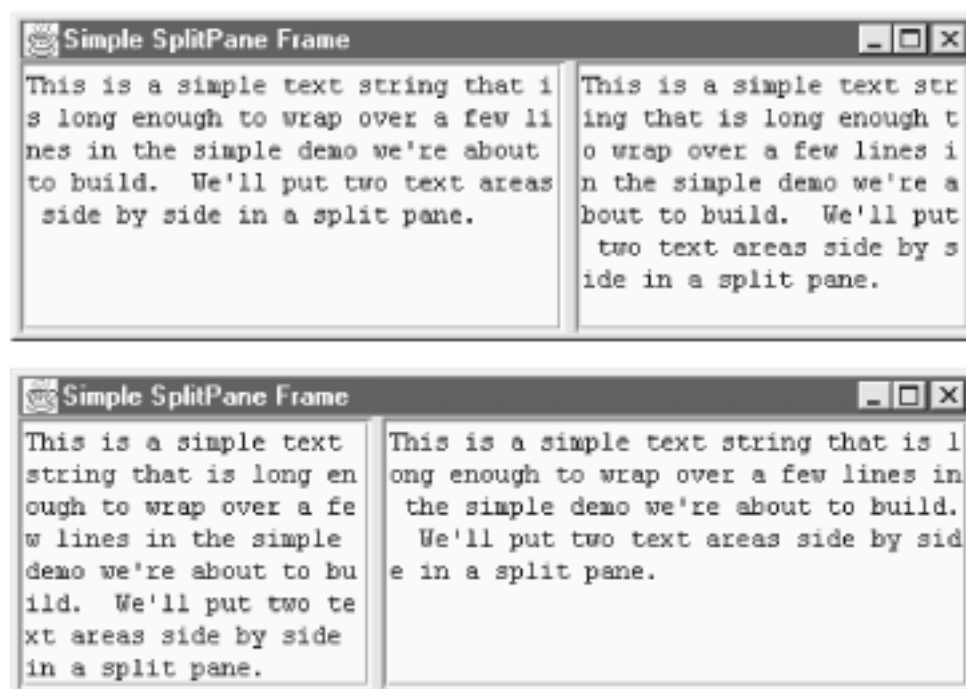 Simple SplitPane Frame
This is a simple text string that i
s long enough to wrap over a few li
nes in the simple demo we're about
to build.  We'll put two text areas
 side by side in a split pane.
This is a simple text str
ing that is long enough t
o wrap over a few lines i
n the simple demo we're a
bout to build.  We'll put
 two text areas side by s
ide in a split pane.
Simple SplitPane Frame
This is a simple text
string that is long en
ough to wrap over a fe
w lines in the simple
demo we're about to bu
ild.  We'll put two te
xt areas side by side
in a split pane.
This is a simple text string that is l
ong enough to wrap over a few lines in
 the simple demo we're about to build.
  We'll put two text areas side by sid
e in a split pane.